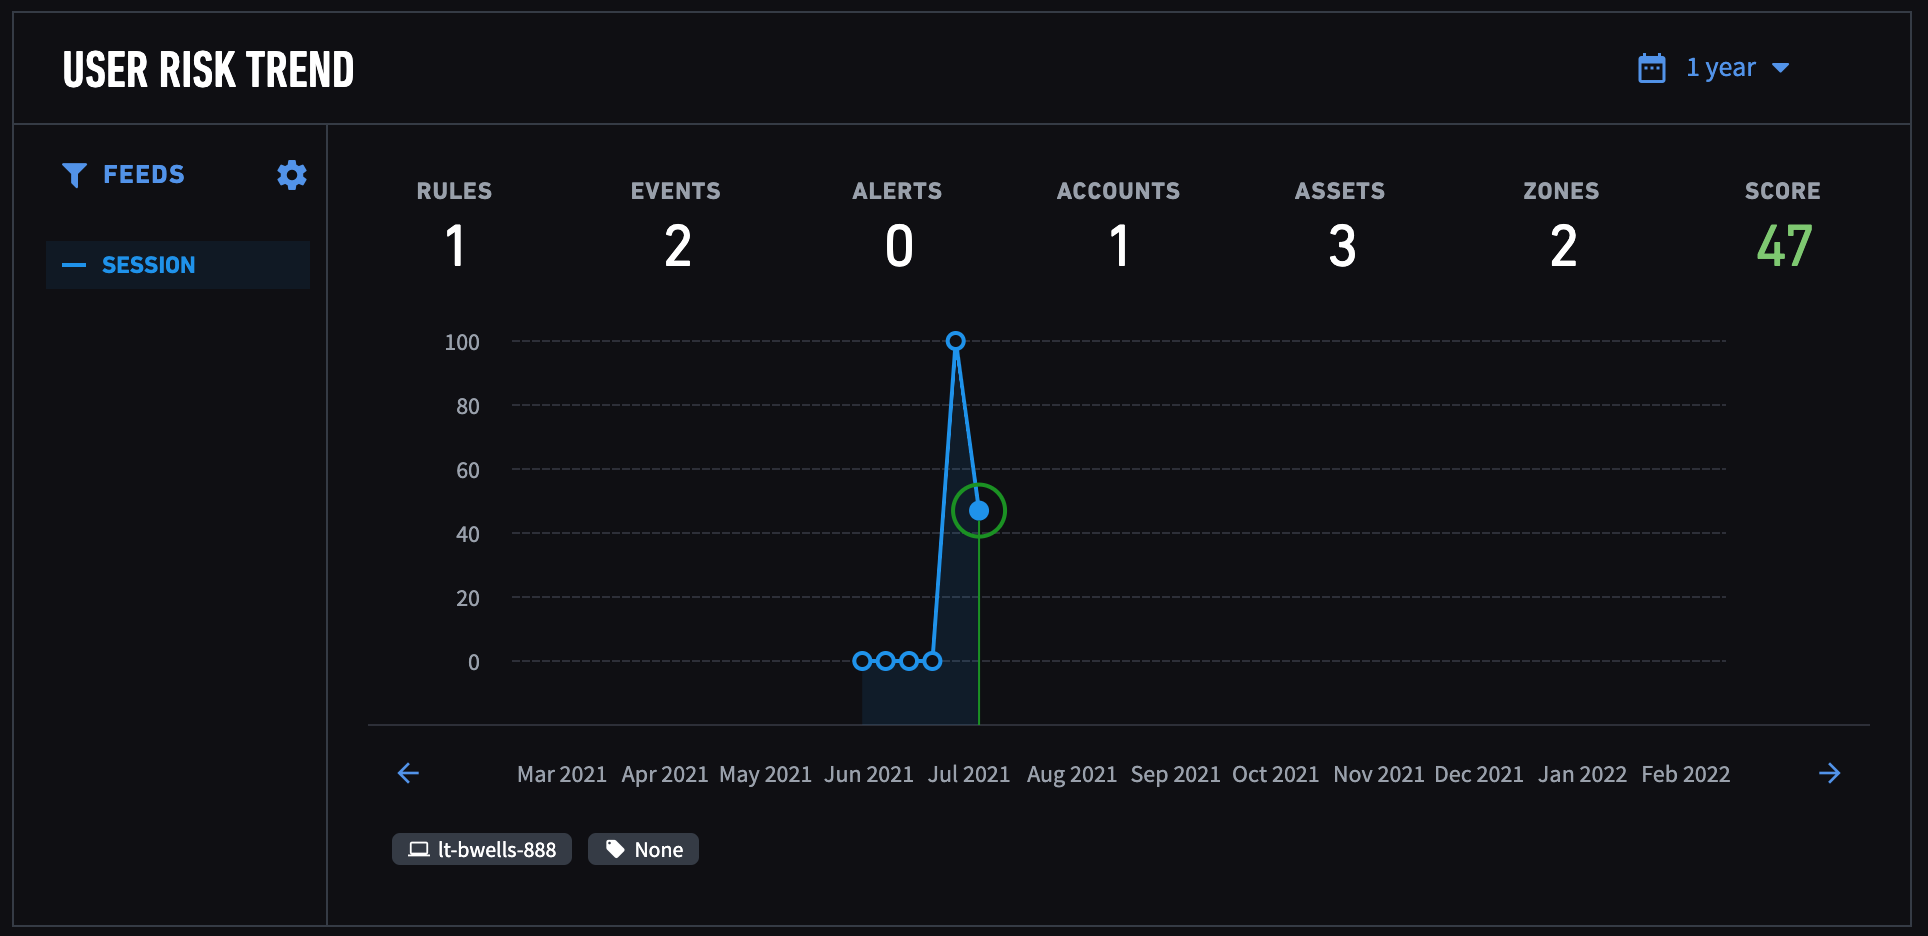 USER RISK TREND
1 year
FEEDS
SESSION
RULES EVENTS ALERTS ACCOUNTS ASSETS ZONES SCORE
1 2 0 1 3 2 47
100
80
60
40
20
0
Mar 2021 Apr 2021 May 2021 Jun 2021 Jul 2021 Aug 2021 Sep 2021 Oct 2021 Nov 2021 Dec 2021 Jan 2022 Feb 2022
lt-bwells-888 None